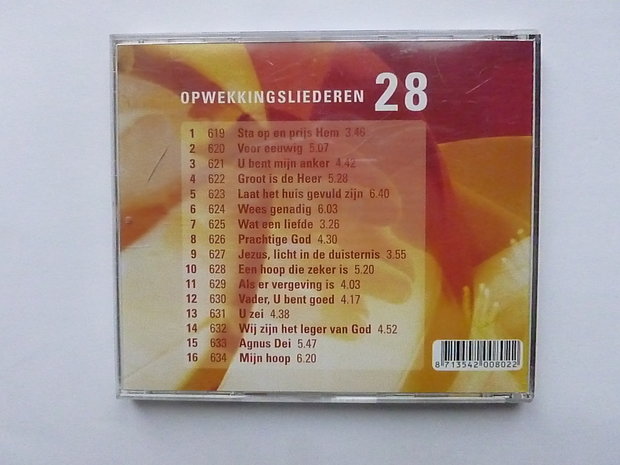 OPWEKKINGSLIEDEREN 28
1 619 Sta op en prijs Hem 3.46
2 620 Voor eeuwig 5.07
3 621 U bent mijn anker 4.42
4 622 Groot is de Heer 5.28
5 623 Laat het huis gevuld zijn 6.40
6 624 Wees genadig 6.03
7 625 Wat een liefde 3.26
8 626 Prachtige God 4.30
9 627 Jezus, licht in de duisternis 3.55
10 628 Een hoop die zeker is 5.20
11 629 Als er vergeving is 4.03
12 630 Vader, U bent goed 4.17
13 631 U zei 4.38
14 632 Wij zijn het leger van God 4.52
15 633 Agnus Dei 5.47
16 634 Mijn hoop 6.20
8 713542 008022